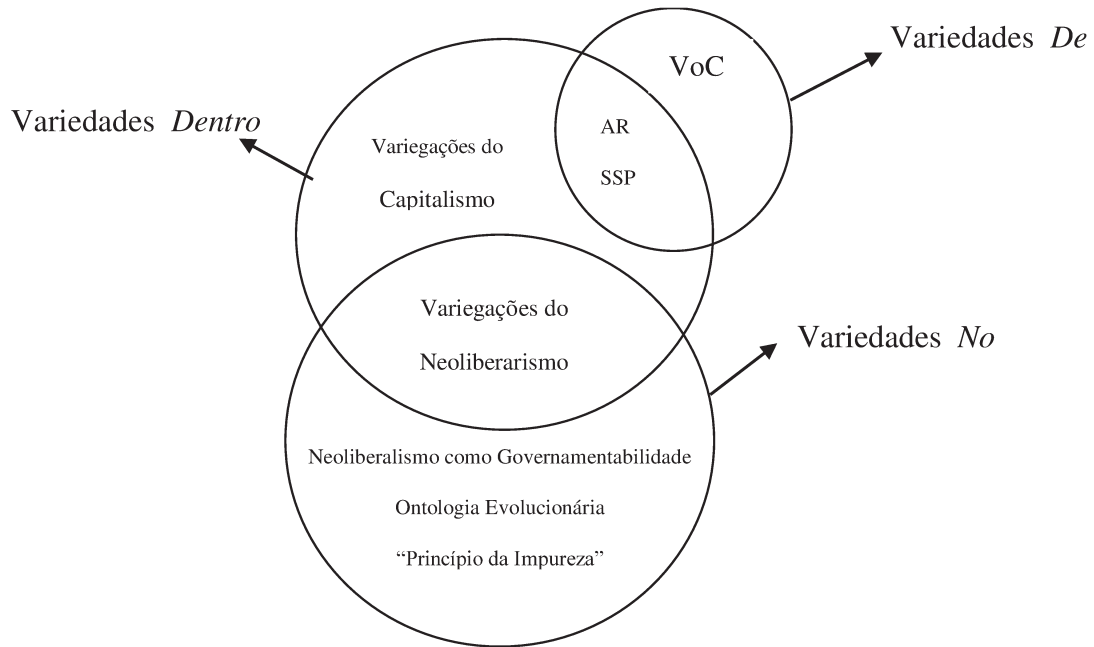 Variedades De
VoC
Variedades Dentro
AR
Variegações do
SSP
Capitalismo
Variegações do
Variedades No
Neoliberarismo
Neoliberalismo como Governamentabilidade
Ontologia Evolucionária
“Princípio da Impureza”